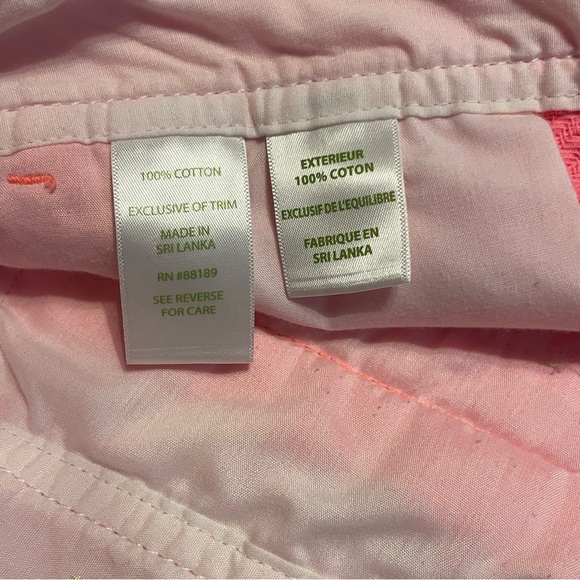 100% COTTON
EXCLUSIVE OF TRIM
MADE IN
SRI LANKA
RN #88189
SEE REVERSE
FOR CARE
EXTERIEUR
100% COTON
EXCLUSIF DE L'EQUILIBRE
FABRIQUE EN
SRI LANKA